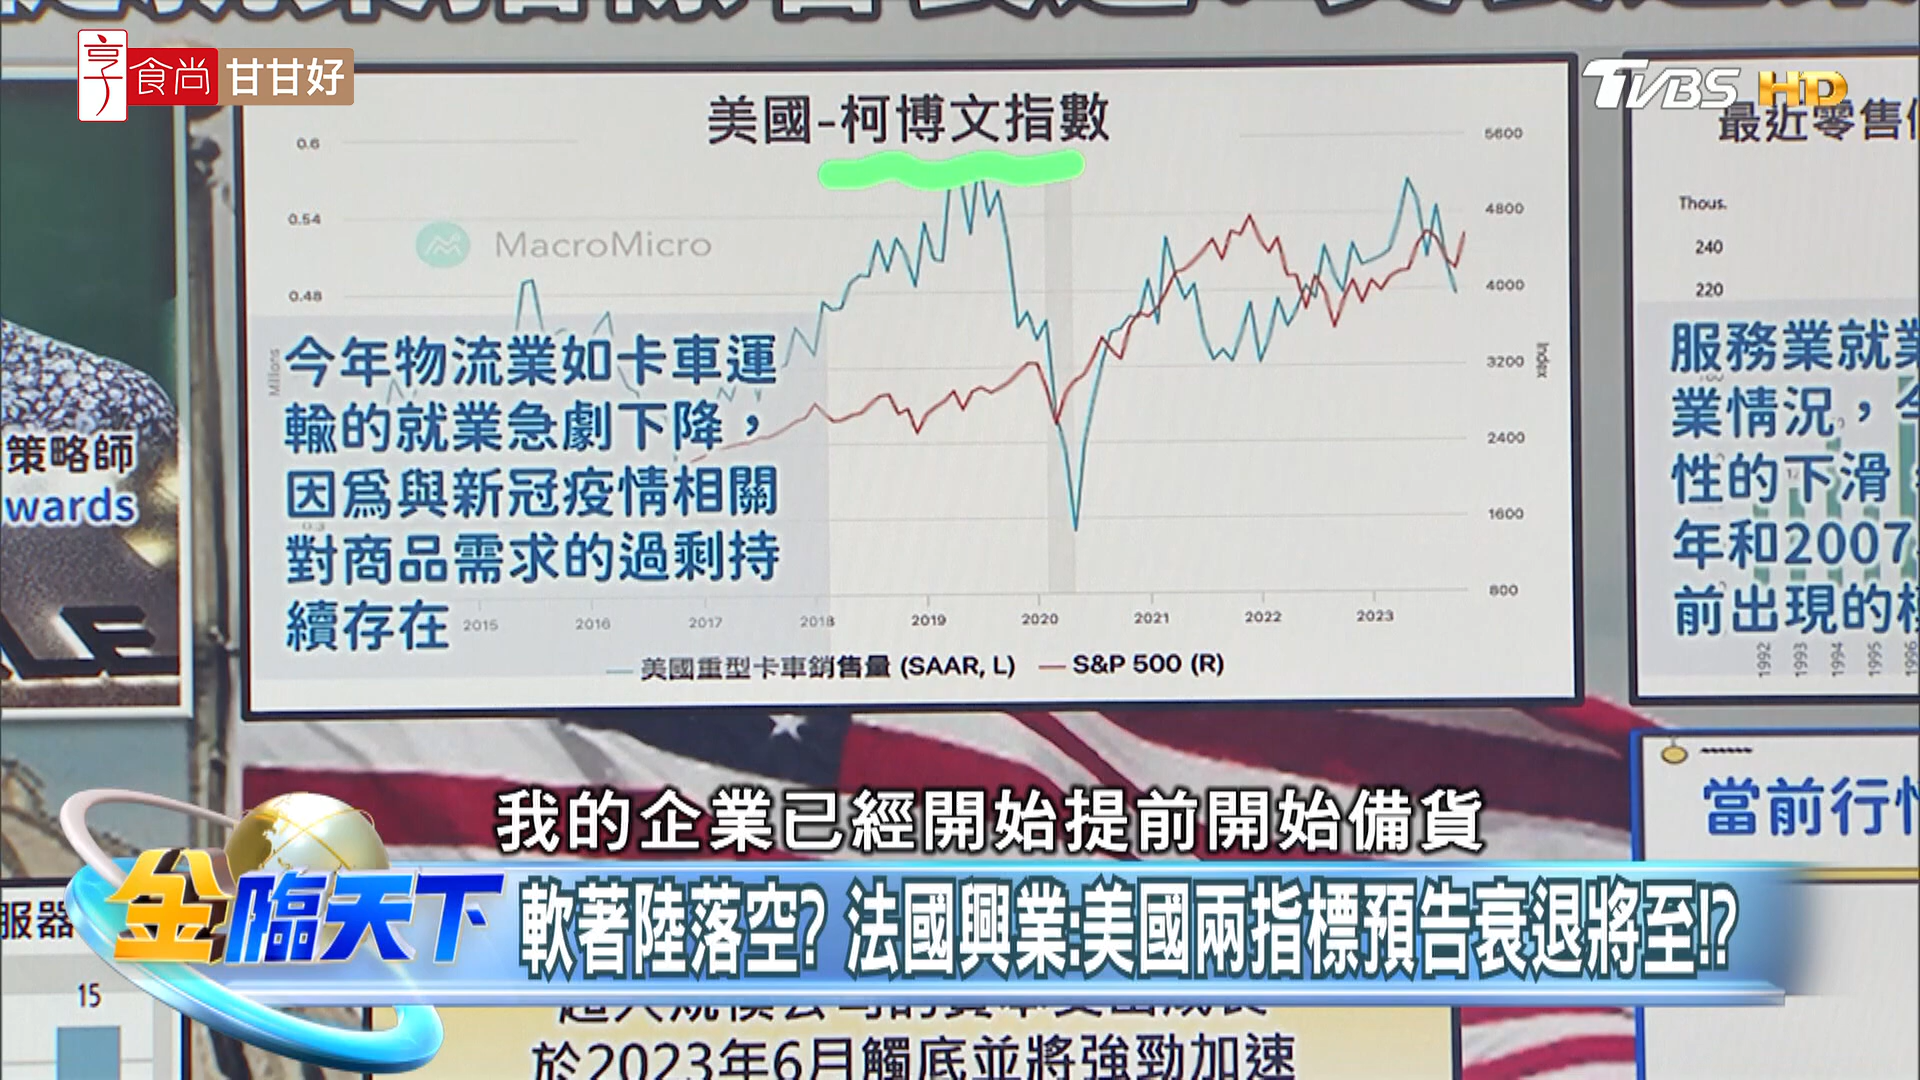 享
食尚
甘甘好
TVBS HD
美國-柯博文指數
最近零售
0.6
0.54
0.48
5600
4800
4000
3200
2400
1600
800
Index
MacroMicro
今年物流業如卡車運
輸的就業急劇下降，
因為與新冠疫情相關
對商品需求的過剩持
續存在
2015 2016 2017 2018 2019 2020 2021 2022 2023
美國重型卡車銷售量 (SAAR, L) S&P 500 (R)
Thous.
240
220
服務業就業
業情況，
性的下滑
年和2007
前出現的
1992 1993 1994 1995 1996
策略師
wards
當前行情
服器
15
我的企業已經開始提前開始備貨
金臨天下
軟著陸落空? 法國興業:美國兩指標預告衰退將至!?
於2023年6月觸底並將強勁加速